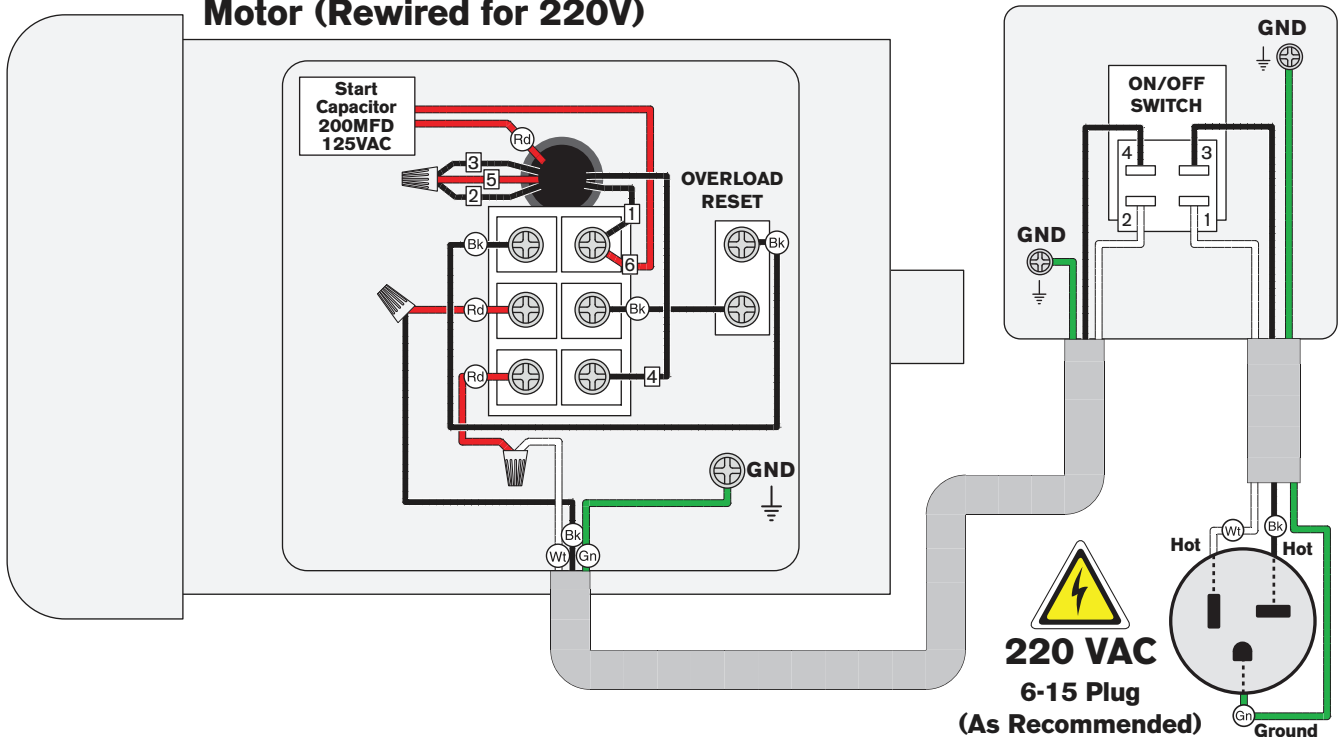 Motor (Rewired for 220V)
Start
Capacitor
200MFD
125VAC
Rd
3
5
2
1
6
OVERLOAD
RESET
Bk
Bk
Rd
Bk
Rd
4
GND
Bk
Wt
Gn
GND
ON/OFF
SWITCH
4
3
2
1
GND
Wt
Bk
Hot
Hot
220 VAC
6-15 Plug
(As Recommended)
Gn
Ground